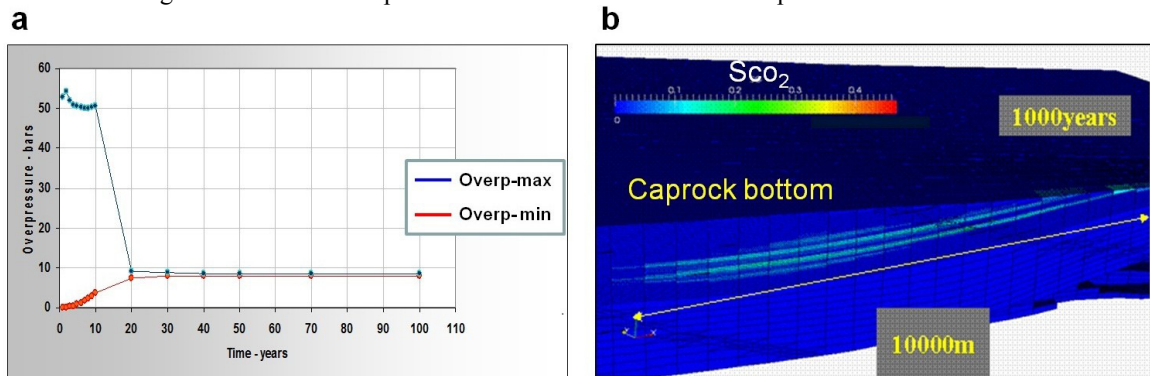 a
60
50
40
30
20
10
0
Overpressure - bars
0 10 20 30 40 50 60 70 80 90 100 110
Time - years
Overp-max
Overp-min
b
Sco2
0 0.1 0.2 0.3 0.4
1000years
Caprock bottom
10000m